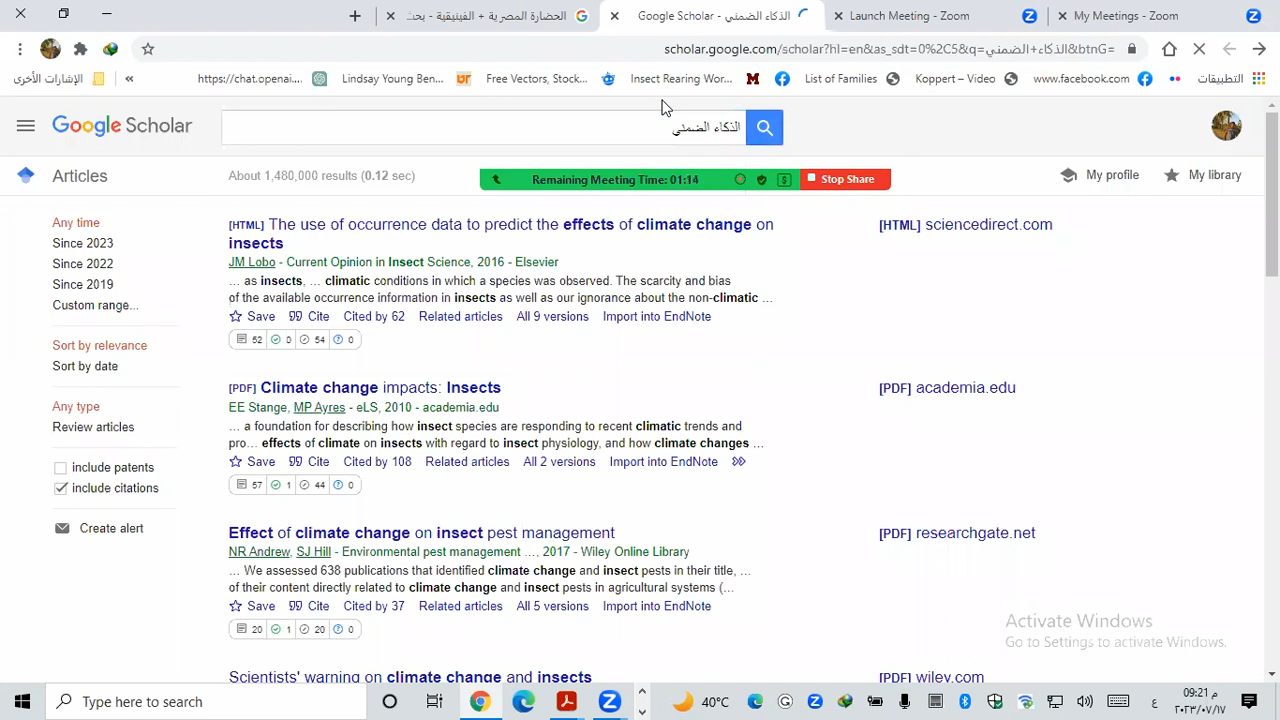 الحضارة المصرية + الفينيقية - بحث
الذكاء الضمني - Google Scholar
Launch Meeting - Zoom
My Meetings - Zoom
scholar.google.com/scholar?hl=en&as_sdt=0%2C5&q=الذكاء+الضمني&btnG=
الإشارات الأخرى
»
https://chat.openai....
Lindsay Young Ben...
Free Vectors, Stock...
Insect Rearing Wor...
List of Families
Koppert – Video
www.facebook.com
التطبيقات
Google Scholar
الذكاء الضمني
Articles
About 1,480,000 results (0.12 sec)
Remaining Meeting Time: 01:14
Stop Share
My profile
My library
Any time
Since 2023
Since 2022
Since 2019
Custom range...
Sort by relevance
Sort by date
Any type
Review articles
include patents
include citations
Create alert
[HTML] The use of occurrence data to predict the effects of climate change on
insects
JM Lobo - Current Opinion in Insect Science, 2016 - Elsevier
… as insects, … climatic conditions in which a species was observed. The scarcity and bias
of the available occurrence information in insects as well as our ignorance about the non-climatic …
Save Cite Cited by 62 Related articles All 9 versions Import into EndNote
52 0 54 0
[HTML] sciencedirect.com
[PDF] Climate change impacts: Insects
EE Stange, MP Ayres - eLS, 2010 - academia.edu
… a foundation for describing how insect species are responding to recent climatic trends and
pro… effects of climate on insects with regard to insect physiology, and how climate changes …
Save Cite Cited by 108 Related articles All 2 versions Import into EndNote
57 1 44 0
[PDF] academia.edu
Effect of climate change on insect pest management
NR Andrew, SJ Hill - Environmental pest management …, 2017 - Wiley Online Library
… We assessed 638 publications that identified climate change and insect pests in their title, …
of their content directly related to climate change and insect pests in agricultural systems (…
Save Cite Cited by 37 Related articles All 5 versions Import into EndNote
20 1 20 0
[PDF] researchgate.net
Scientists' warning on climate change and insects
[PDF] wiley.com
Activate Windows
Go to Settings to activate Windows.
Type here to search
40°C
ع
09:21 م
٢٠٢٣/٠٧/١٧